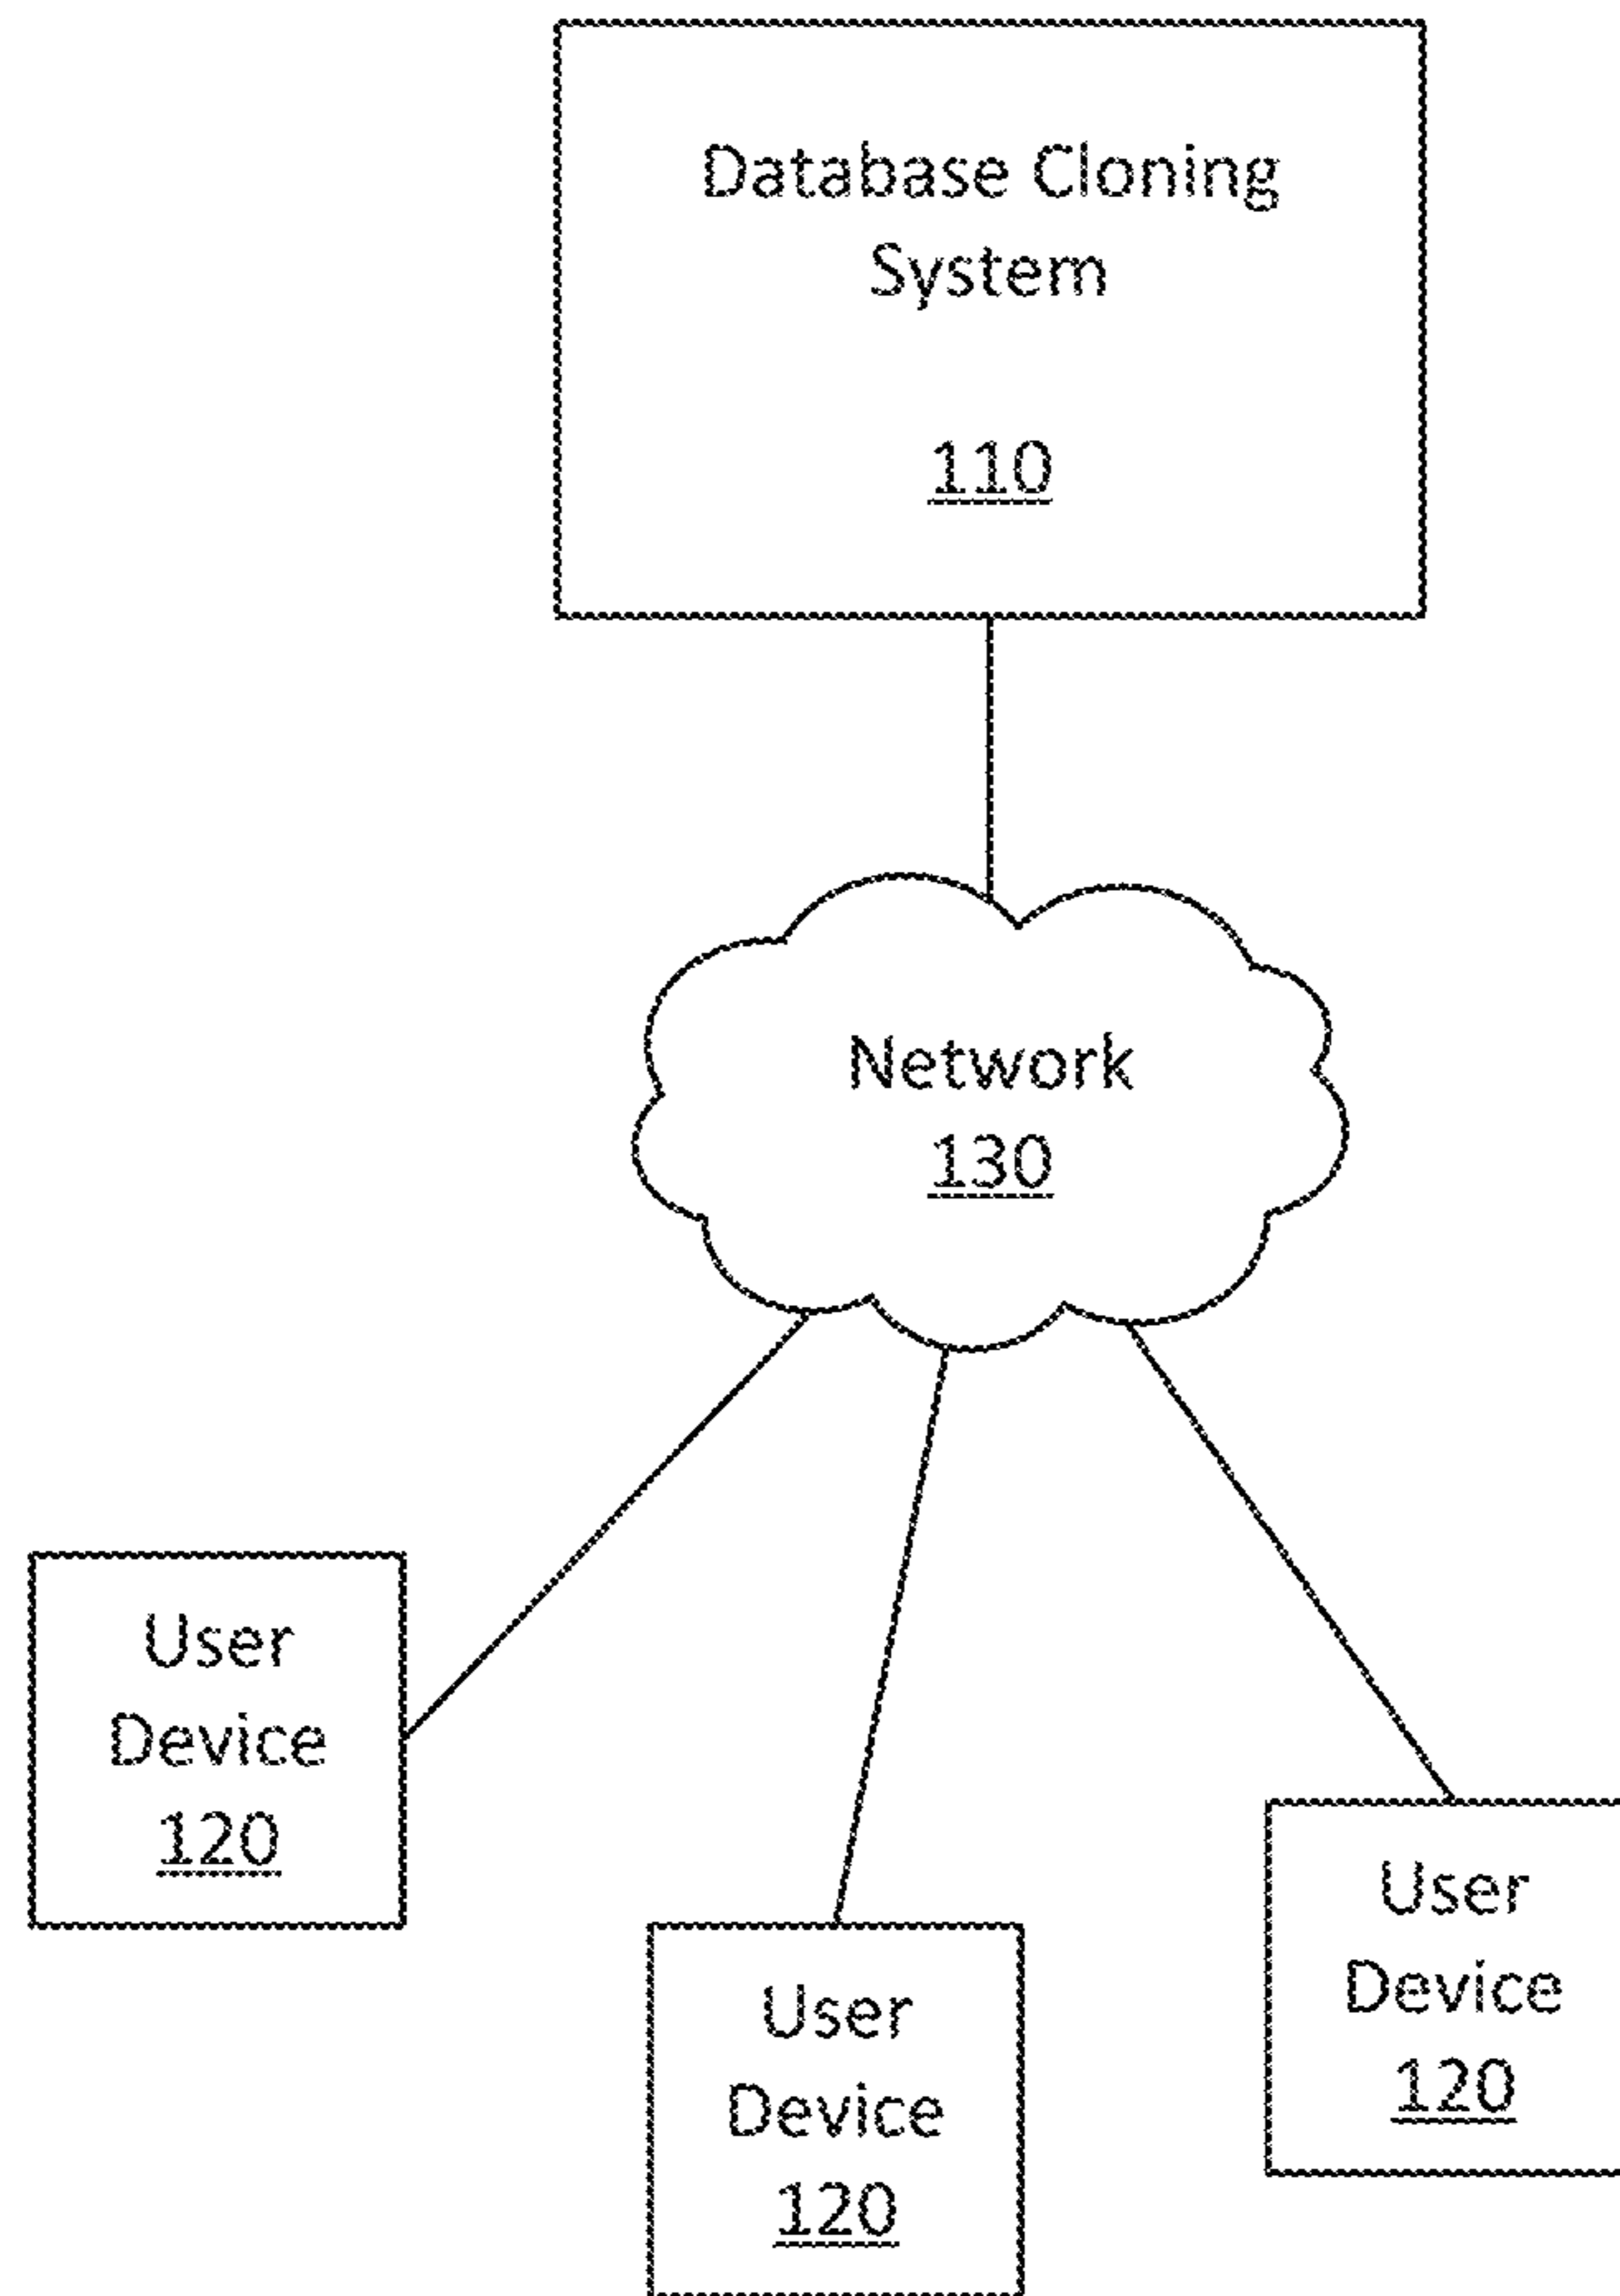 Database Cloning
System
110
Network
130
User
Device
120
User
Device
120
User
Device
120